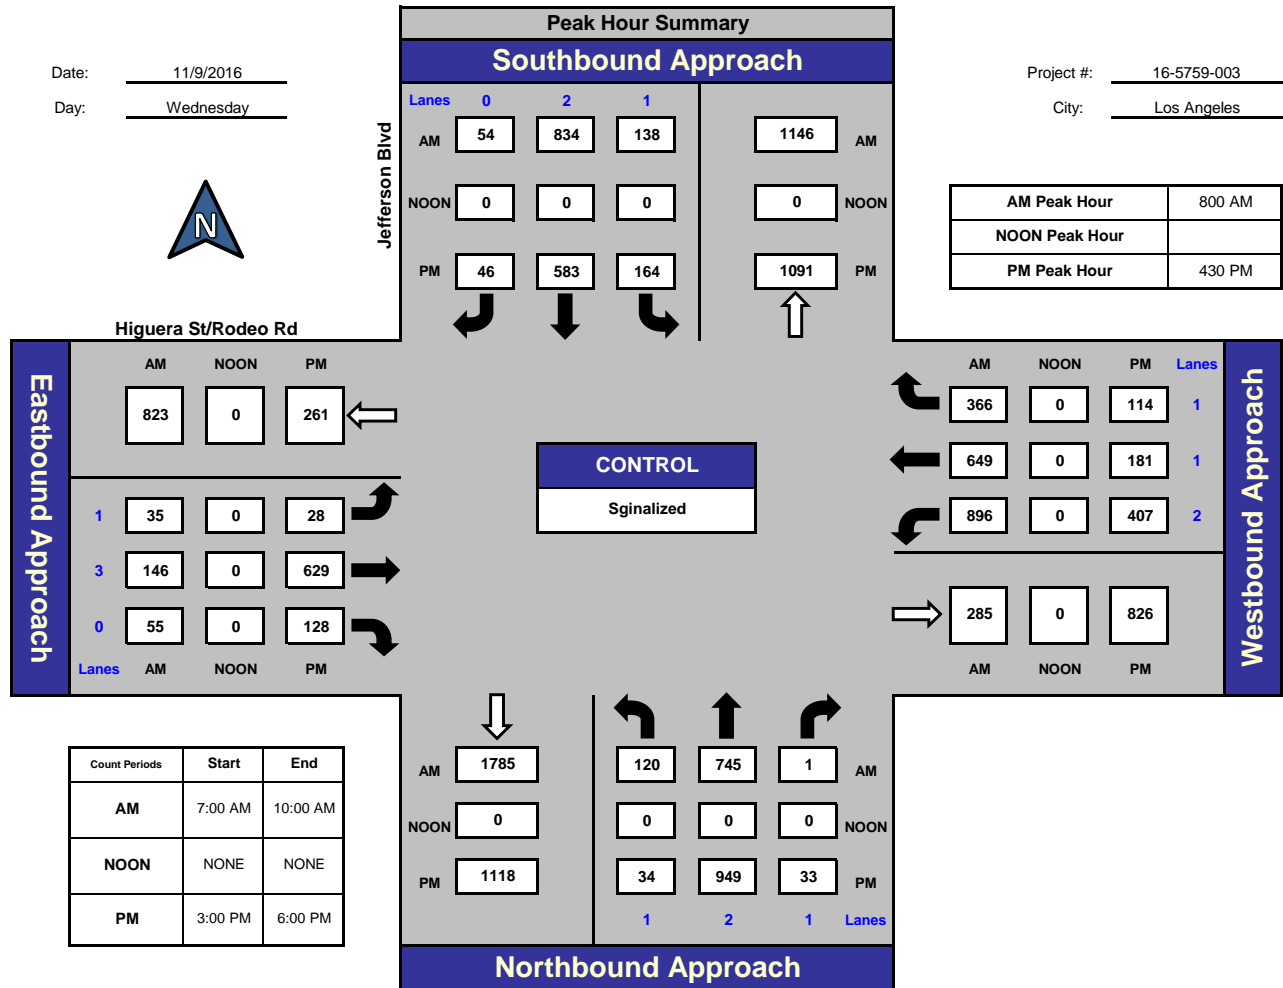 Peak Hour Summary
Southbound Approach
Date: 11/9/2016
Day: Wednesday
Project #: 16-5759-003
City: Los Angeles
N
Jefferson Blvd
Lanes 0 2 1
AM 54 834 138 1146 AM
NOON 0 0 0 0 NOON
PM 46 583 164 1091 PM
AM Peak Hour 800 AM
NOON Peak Hour
PM Peak Hour 430 PM
Higuera St/Rodeo Rd
Eastbound Approach
AM NOON PM
823 0 261
1 35 0 28
3 146 0 629
0 55 0 128
Lanes AM NOON PM
CONTROL
Sginalized
AM NOON PM Lanes
366 0 114 1
649 0 181 1
896 0 407 2
285 0 826
AM NOON PM
Westbound Approach
Count Periods Start End
AM 7:00 AM 10:00 AM
NOON NONE NONE
PM 3:00 PM 6:00 PM
AM 1785 120 745 1 AM
NOON 0 0 0 0 NOON
PM 1118 34 949 33 PM
1 2 1 Lanes
Northbound Approach